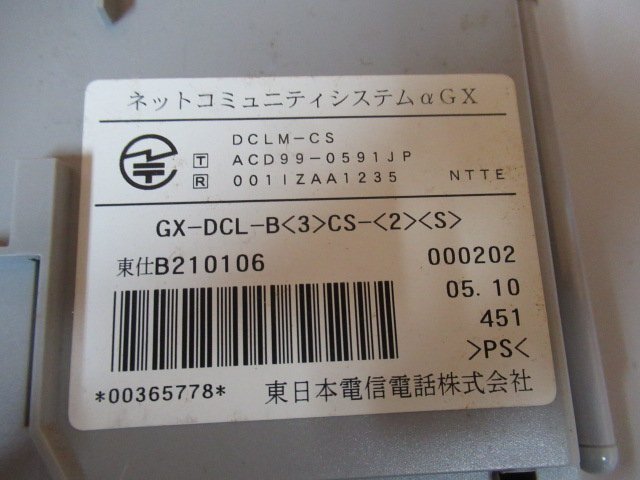 ネットコミュニティシステムαGX
DCLM-CS
T ACD99-0591JP
R 001IZAA1235 NTTE
GX-DCL-B<3>CS-<2><S>
東仕B210106 000202
05.10
451
>PS<
*00365778* 東日本電信電話株式会社